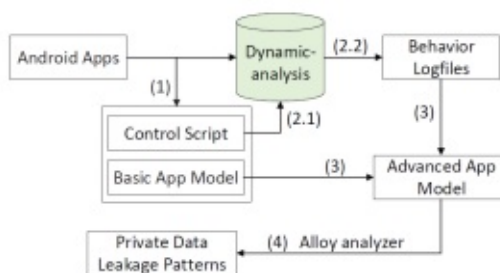 Android Apps
Dynamic-
analysis
(2.2)
Behavior
Logfiles
(1)
(2.1)
(3)
Control Script
Basic App Model
(3)
Advanced App
Model
(4) Alloy analyzer
Private Data
Leakage Patterns